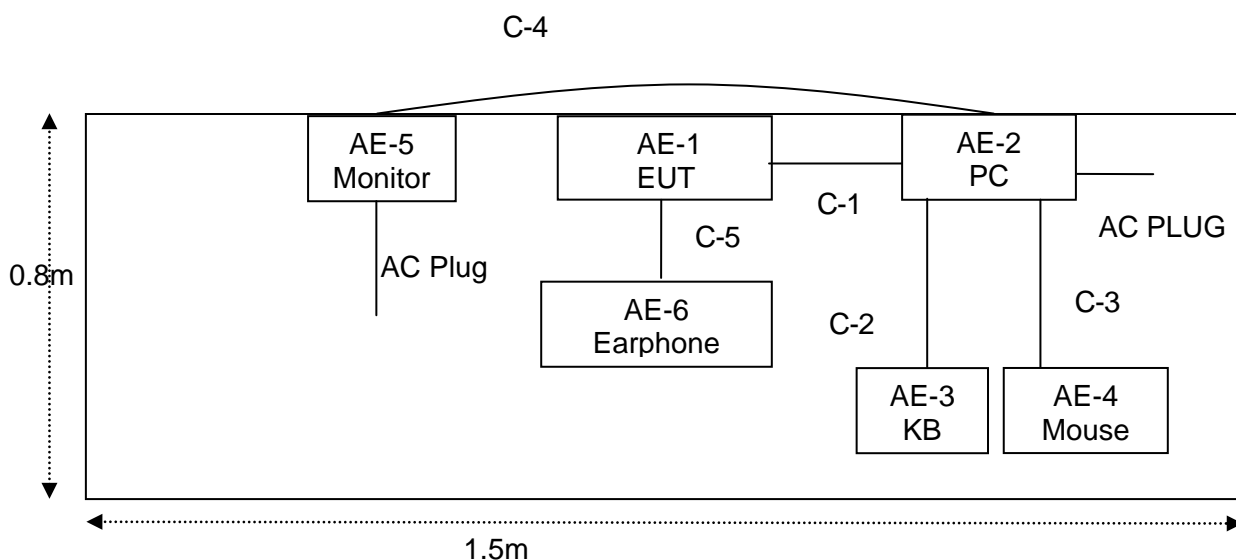 C-4
AE-5
Monitor
AE-1
EUT
AE-2
PC
C-1
AC PLUG
C-5
AC Plug
0.8m
AE-6
Earphone
C-2
C-3
AE-3
KB
AE-4
Mouse
1.5m